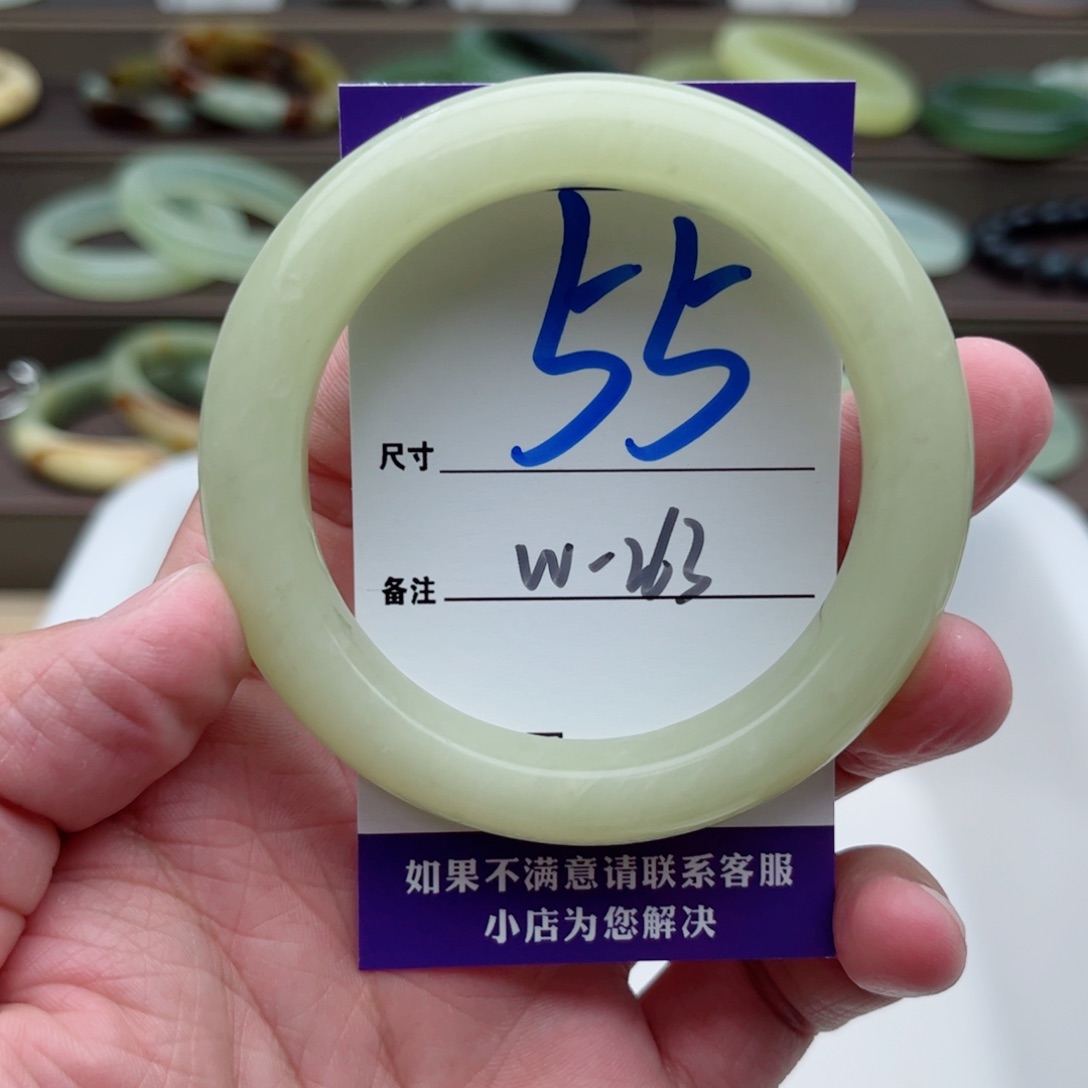 尺寸 55
备注 W-263
如果不满意请联系客服
小店为您解决